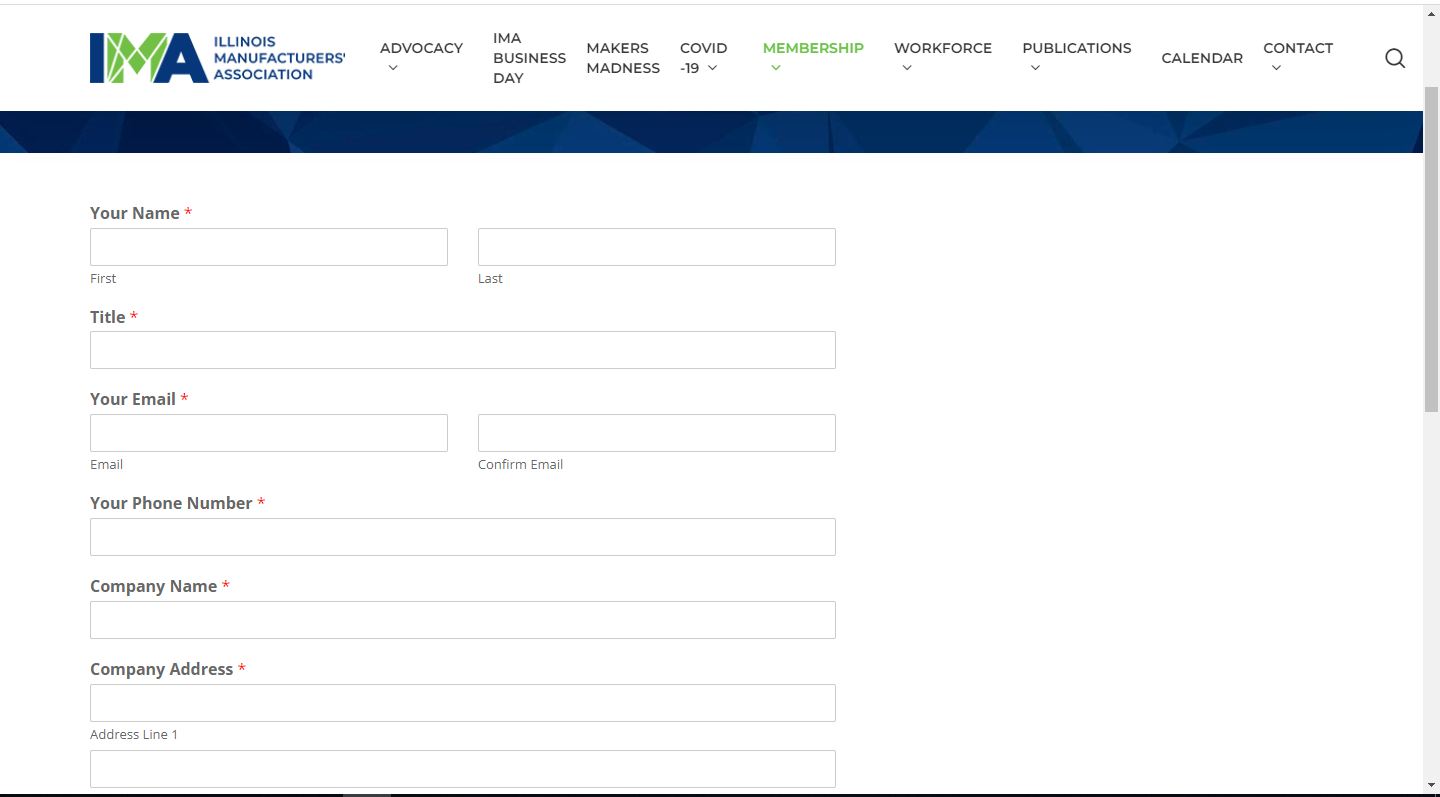 IMA
ILLINOIS
MANUFACTURERS'
ASSOCIATION
ADVOCACY
IMA
BUSINESS
DAY
MAKERS
MADNESS
COVID
-19
MEMBERSHIP
WORKFORCE
PUBLICATIONS
CALENDAR
CONTACT
Your Name *
First
Last
Title *
Your Email *
Email
Confirm Email
Your Phone Number *
Company Name *
Company Address *
Address Line 1